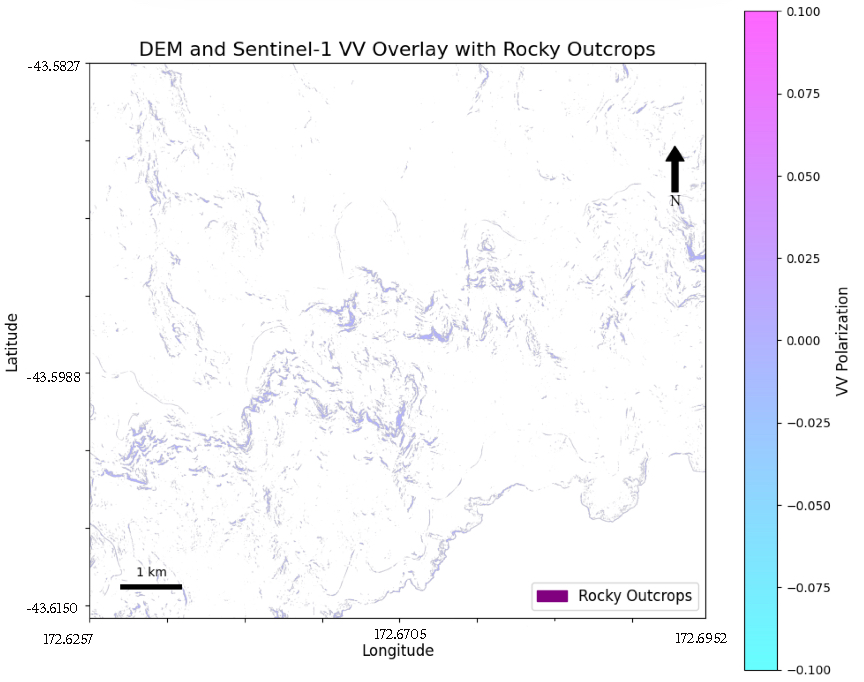 DEM and Sentinel-1 VV Overlay with Rocky Outcrops
-43.5827
-43.5988
-43.6150
Latitude
N
1 km
Rocky Outcrops
172.6257
172.6705
172.6952
Longitude
0.100
0.075
0.050
0.025
0.000
−0.025
−0.050
−0.075
−0.100
VV Polarization